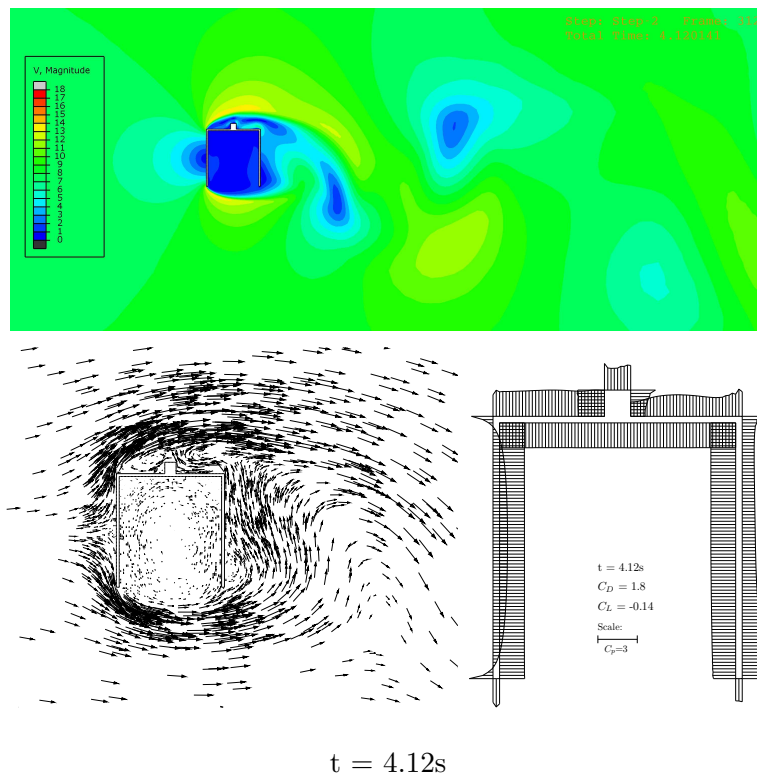 V, Magnitude
18
17
16
15
14
13
12
11
10
9
8
7
6
5
4
3
2
1
0
t = 4.12s
C_D = 1.8
C_L = -0.14
Scale:
C_p=3
t = 4.12s